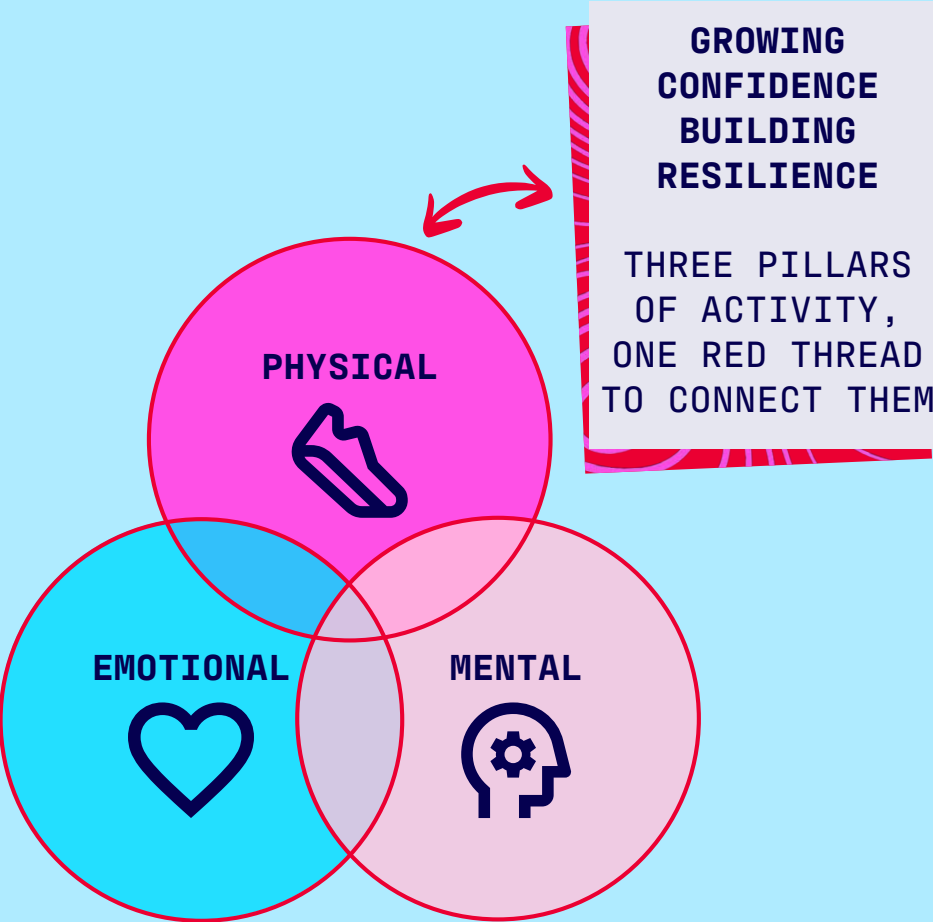 GROWING
CONFIDENCE
BUILDING
RESILIENCE
THREE PILLARS
OF ACTIVITY,
ONE RED THREAD
TO CONNECT THEM
PHYSICAL
EMOTIONAL
MENTAL